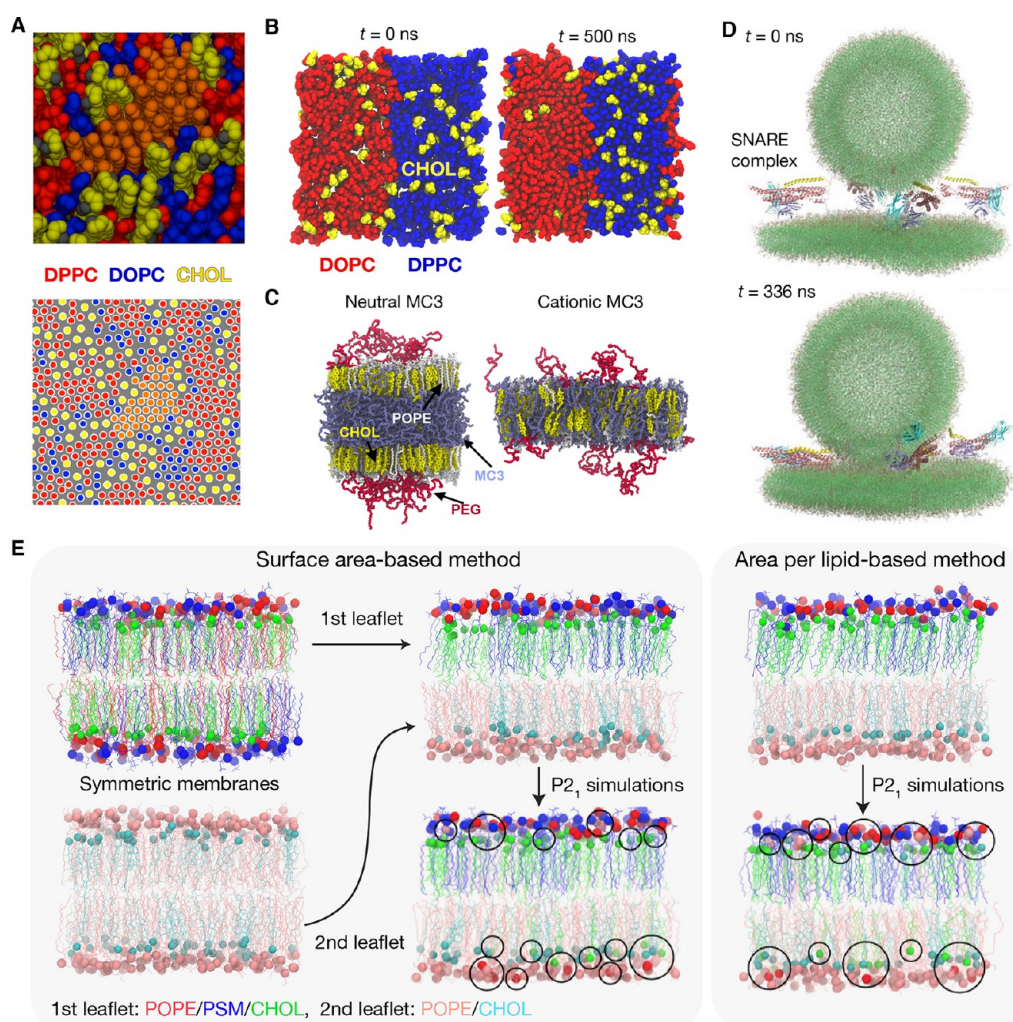 A
DPPC DOPC CHOL
B
t = 0 ns
t = 500 ns
CHOL
DOPC
DPPC
C
Neutral MC3
Cationic MC3
POPE
CHOL
MC3
PEG
D
t = 0 ns
SNARE
complex
t = 336 ns
E
Surface area-based method
1st leaflet
Symmetric membranes
P2₁ simulations
2nd leaflet
1st leaflet: POPE/PSM/CHOL, 2nd leaflet: POPE/CHOL
Area per lipid-based method
P2₁ simulations